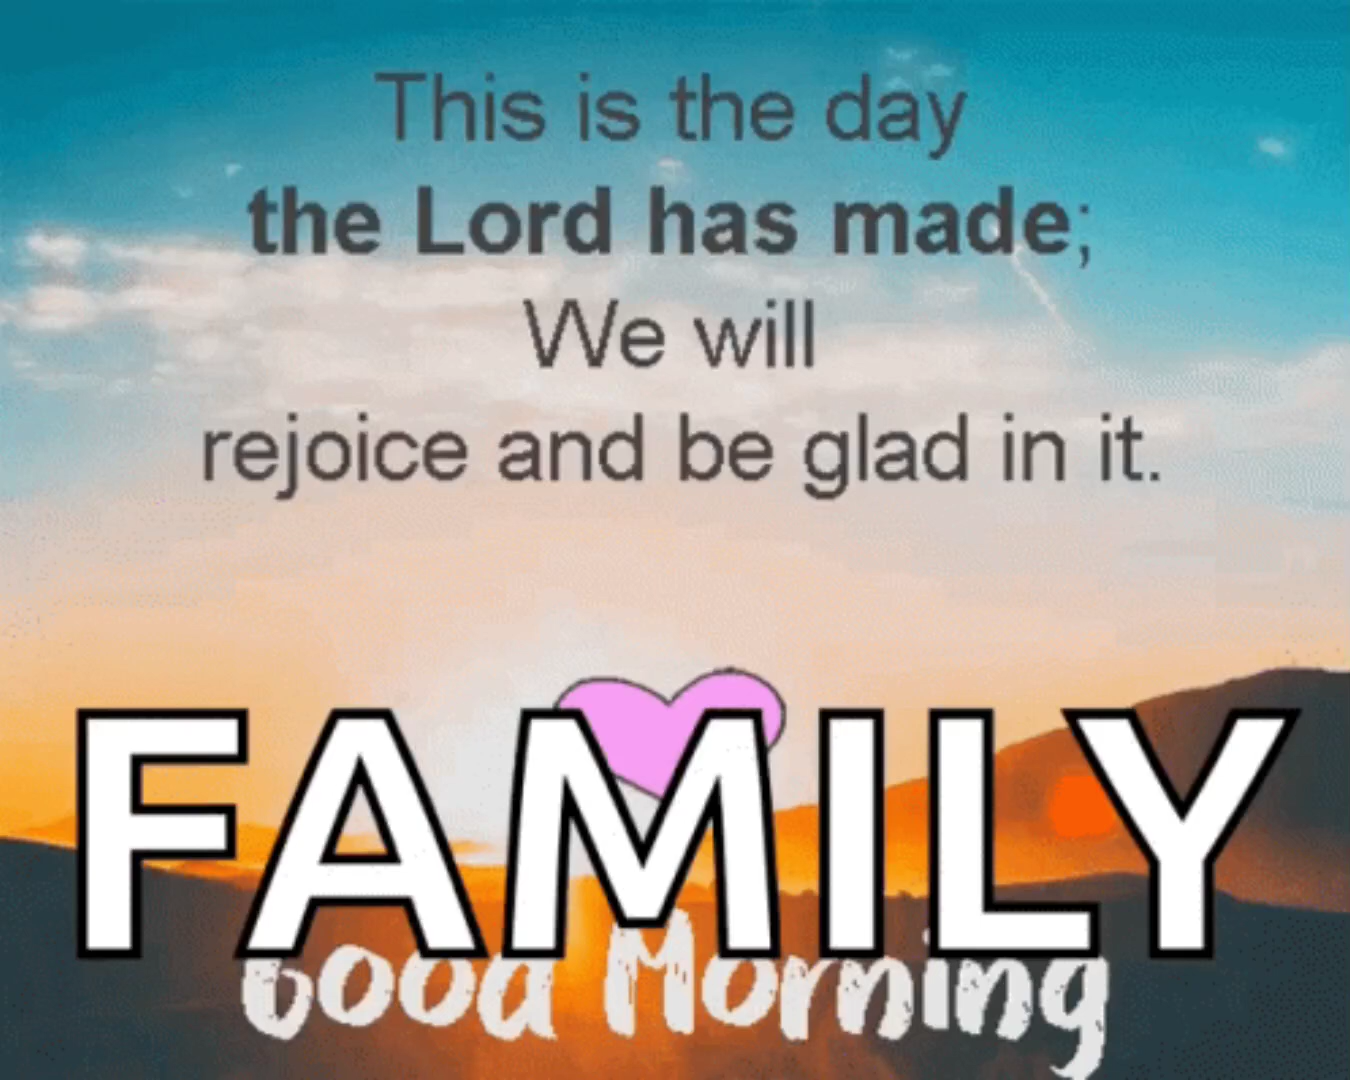 This is the day
the Lord has made;
We will
rejoice and be glad in it.
FAMILY
Good Morning